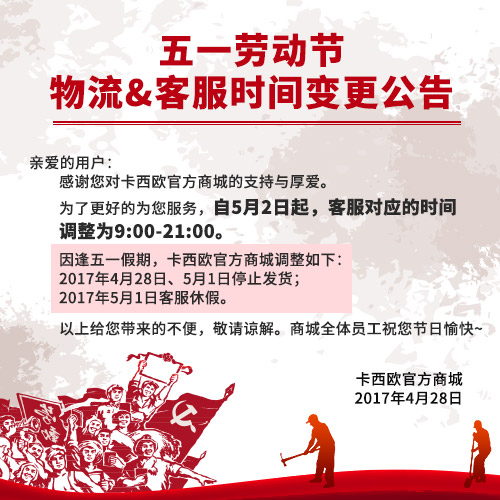 五一劳动节
物流&客服时间变更公告
亲爱的用户：
感谢您对卡西欧官方商城的支持与厚爱。
为了更好的为您服务，自5月2日起，客服对应的时间
调整为9:00-21:00。
因逢五一假期，卡西欧官方商城调整如下：
2017年4月28日、5月1日停止发货；
2017年5月1日客服休假。
以上给您带来的不便，敬请谅解。商城全体员工祝您节日愉快~
卡西欧官方商城
2017年4月28日